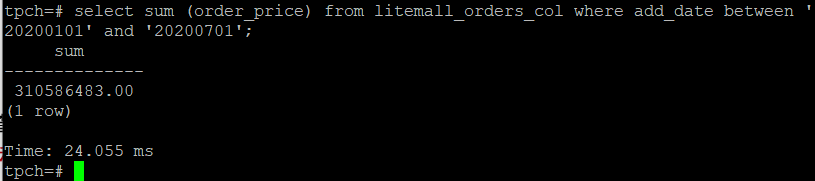 tpch=# select sum (order_price) from litemall_orders_col where add_date between '
20200101' and '20200701';
     sum
--------------
 310586483.00
(1 row)

Time: 24.055 ms
tpch=#